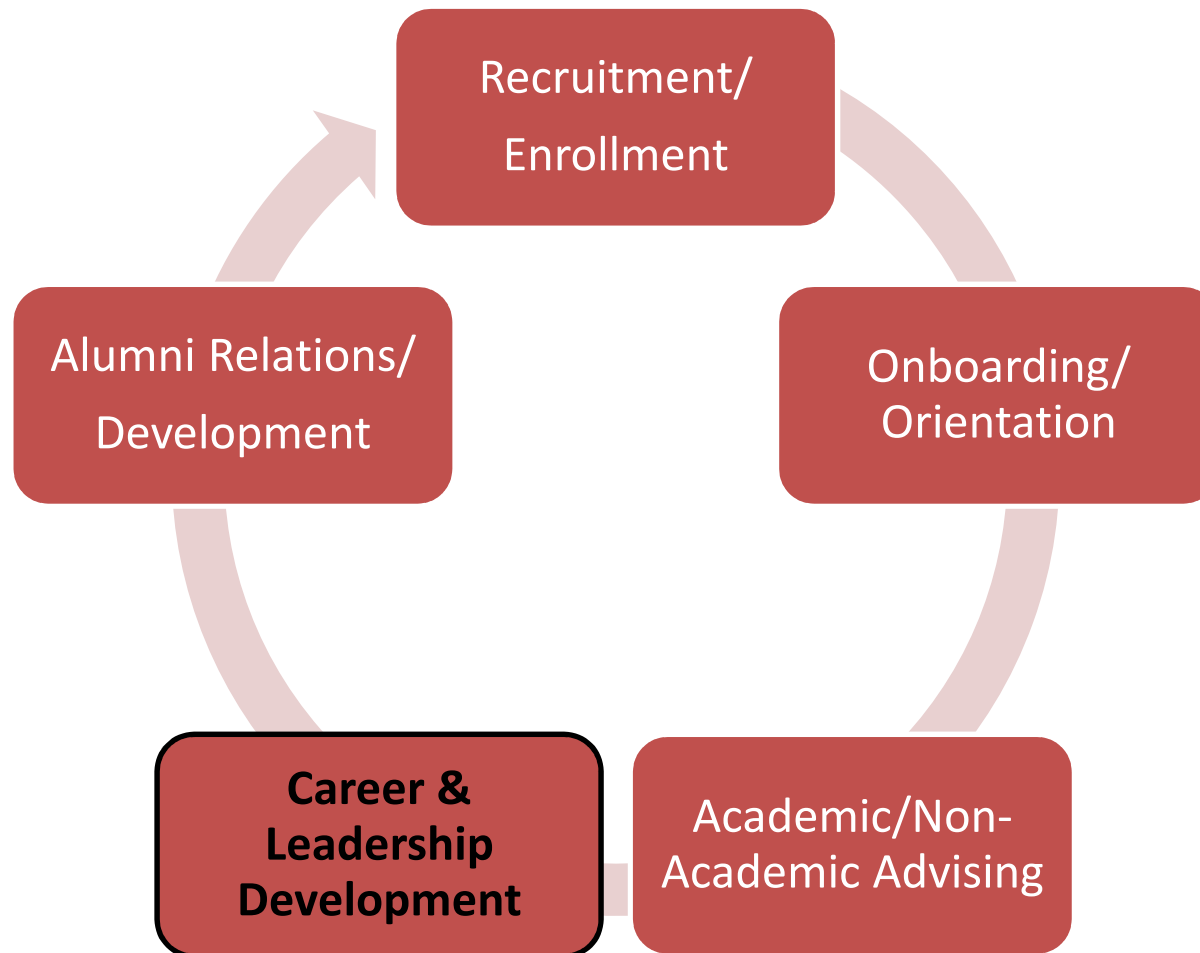 Recruitment/
Enrollment
Onboarding/
Orientation
Academic/Non-
Academic Advising
Career &
Leadership
Development
Alumni Relations/
Development